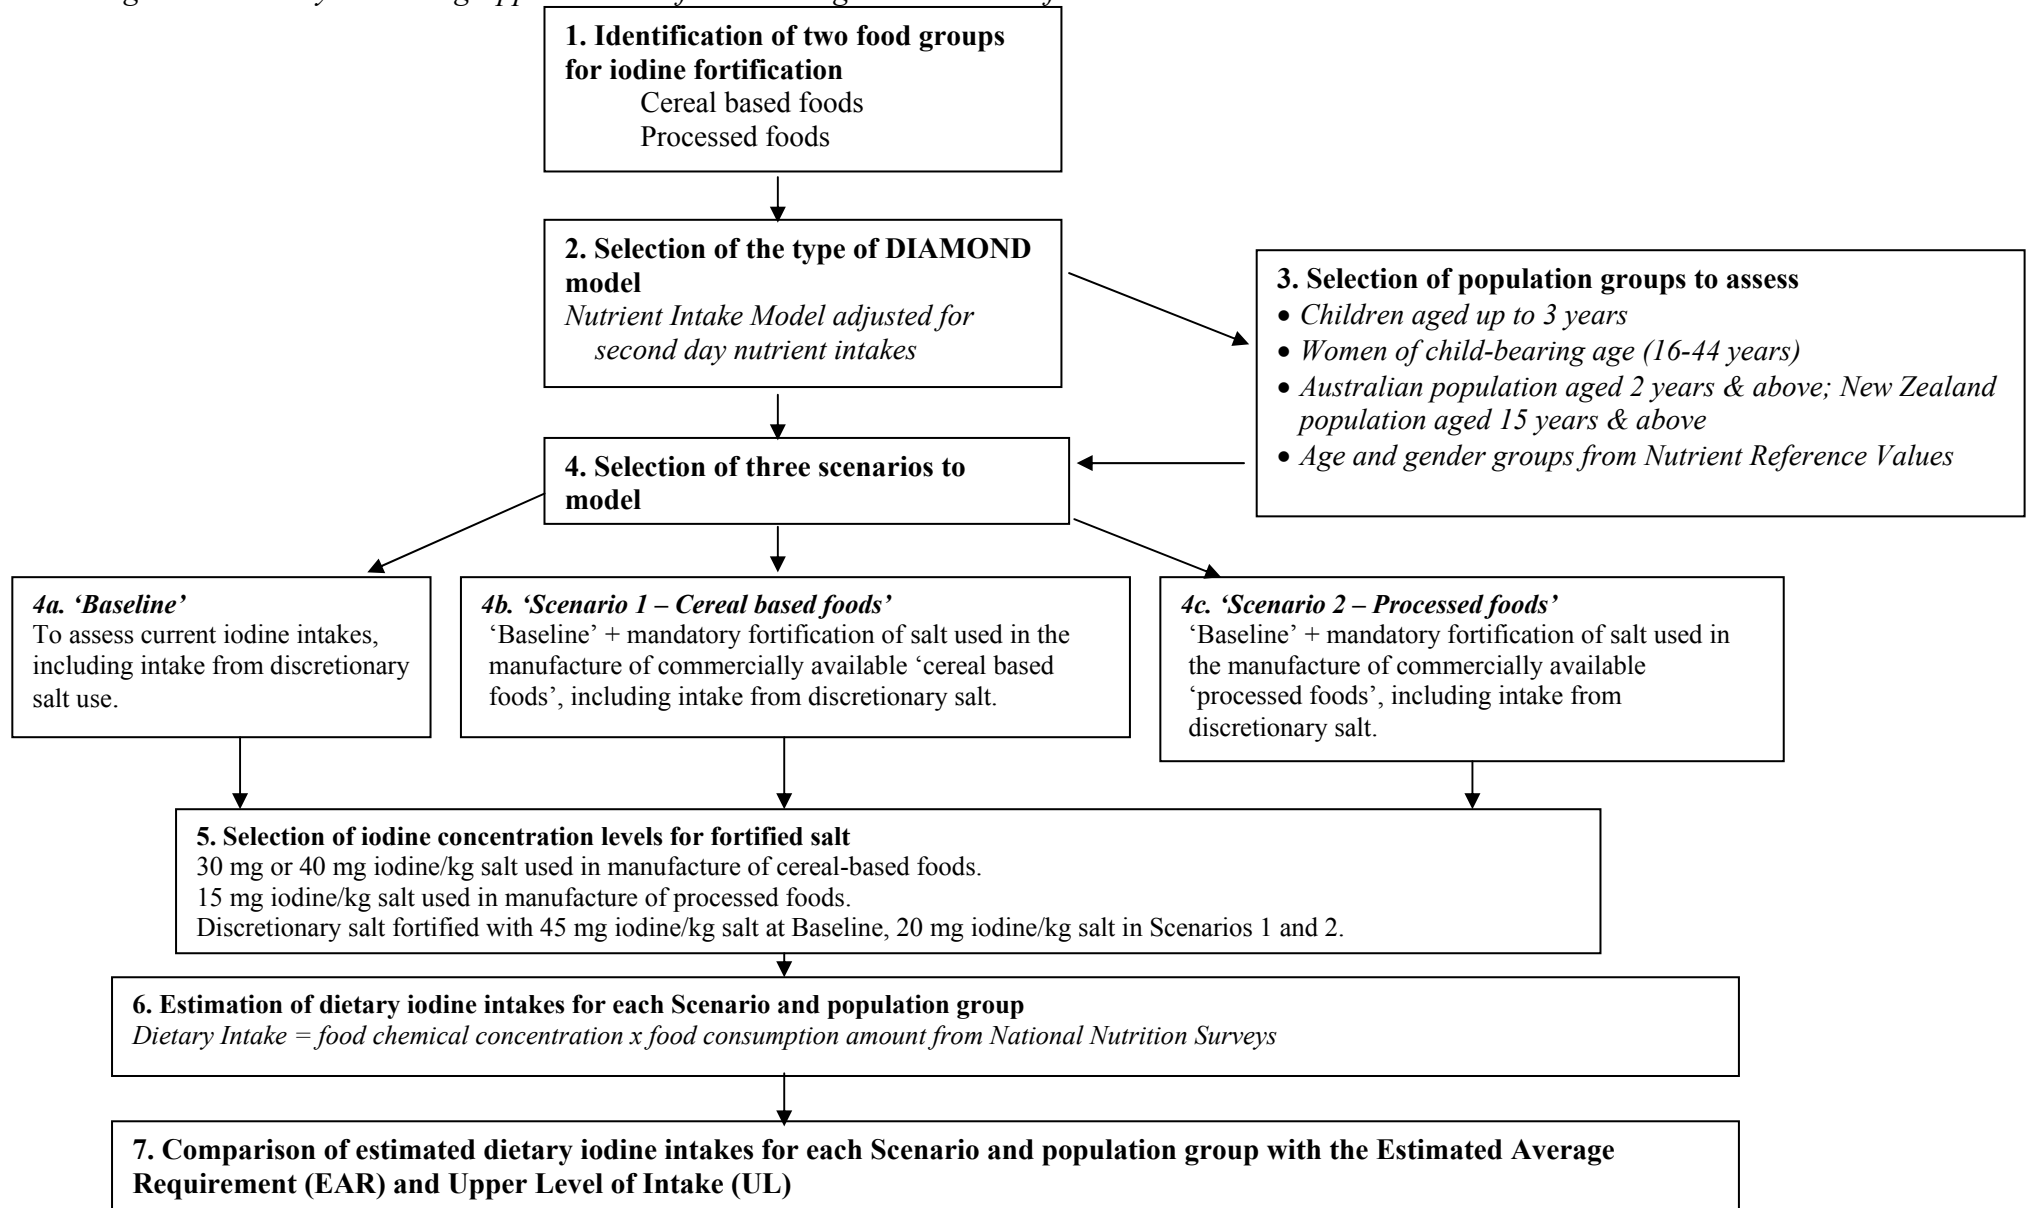 1. Identification of two food groups
for iodine fortification
Cereal based foods
Processed foods
2. Selection of the type of DIAMOND
model
Nutrient Intake Model adjusted for
second day nutrient intakes
3. Selection of population groups to assess
• Children aged up to 3 years
• Women of child-bearing age (16-44 years)
• Australian population aged 2 years & above; New Zealand
population aged 15 years & above
• Age and gender groups from Nutrient Reference Values
4. Selection of three scenarios to
model
4a. ‘Baseline’
To assess current iodine intakes,
including intake from discretionary
salt use.
4b. ‘Scenario 1 – Cereal based foods’
‘Baseline’ + mandatory fortification of salt used in the
manufacture of commercially available ‘cereal based
foods’, including intake from discretionary salt.
4c. ‘Scenario 2 – Processed foods’
‘Baseline’ + mandatory fortification of salt used in
the manufacture of commercially available
‘processed foods’, including intake from
discretionary salt.
5. Selection of iodine concentration levels for fortified salt
30 mg or 40 mg iodine/kg salt used in manufacture of cereal-based foods.
15 mg iodine/kg salt used in manufacture of processed foods.
Discretionary salt fortified with 45 mg iodine/kg salt at Baseline, 20 mg iodine/kg salt in Scenarios 1 and 2.
6. Estimation of dietary iodine intakes for each Scenario and population group
Dietary Intake = food chemical concentration x food consumption amount from National Nutrition Surveys
7. Comparison of estimated dietary iodine intakes for each Scenario and population group with the Estimated Average
Requirement (EAR) and Upper Level of Intake (UL)